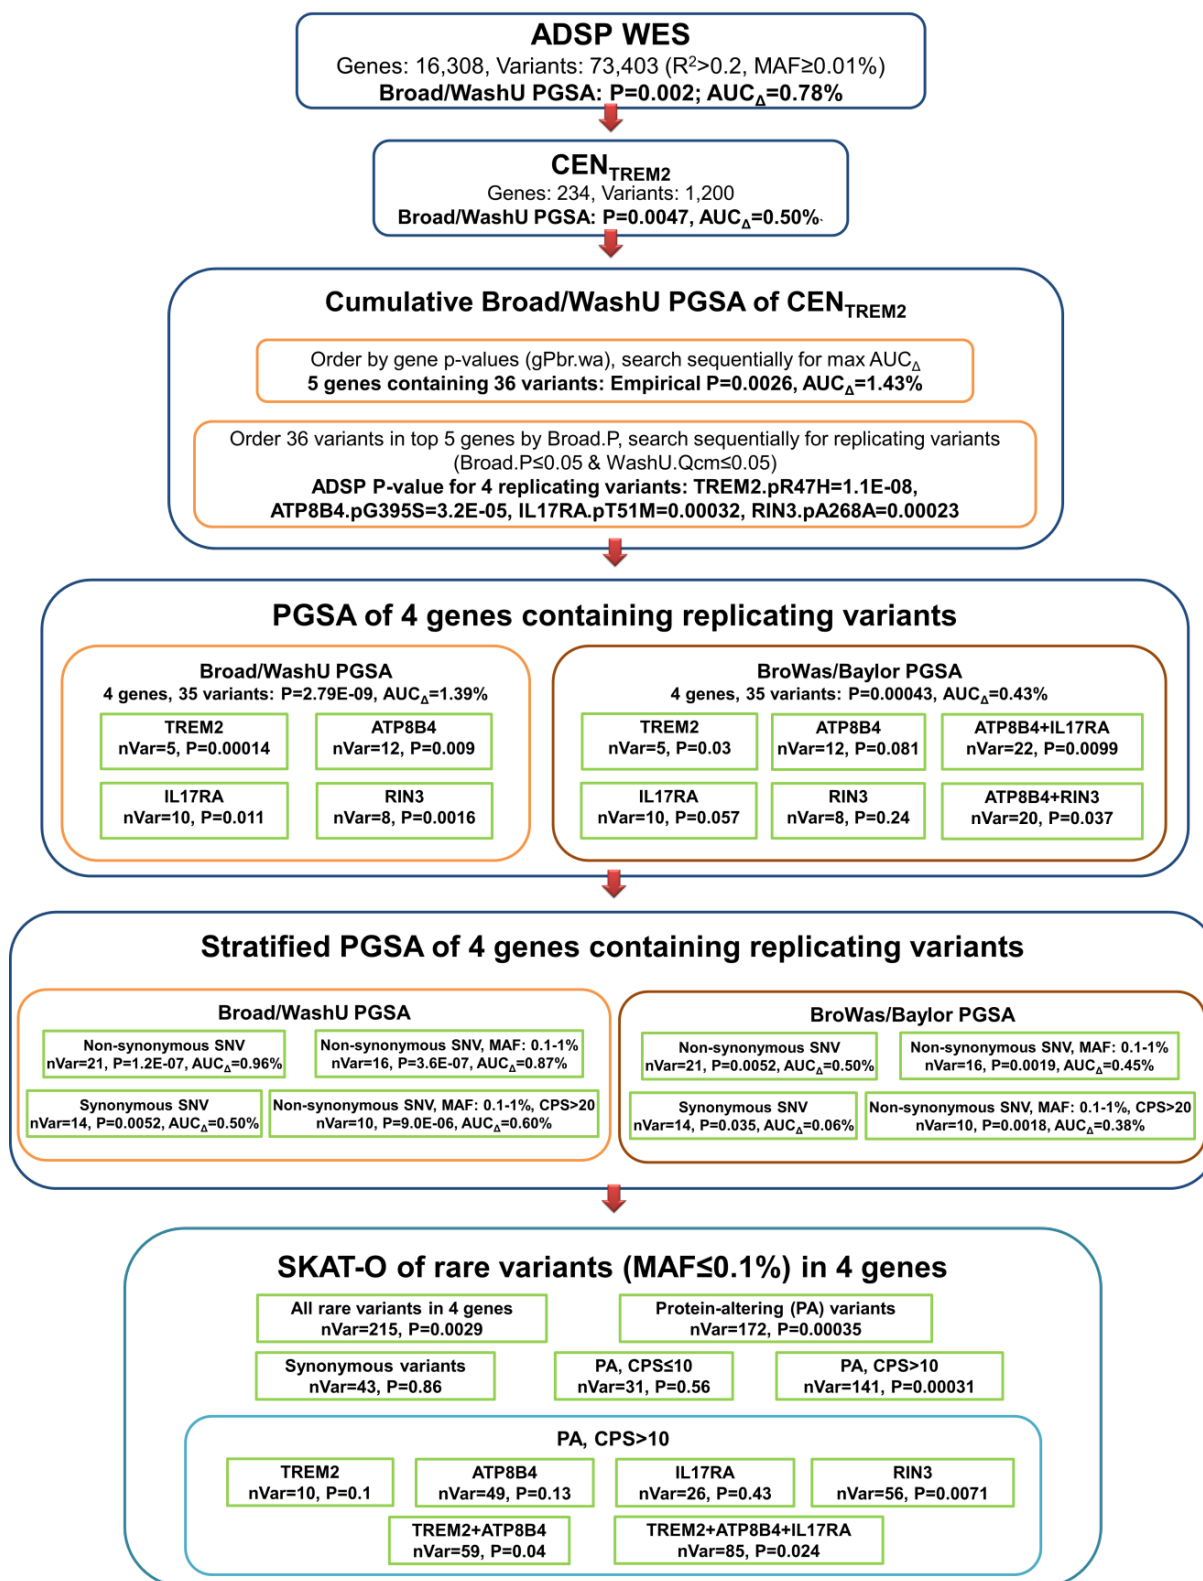 ADSP WES
Genes: 16,308, Variants: 73,403 (R²>0.2, MAF≥0.01%)
Broad/WashU PGSA: P=0.002; AUCΔ=0.78%
CENTREM2
Genes: 234, Variants: 1,200
Broad/WashU PGSA: P=0.0047, AUCΔ=0.50%
Cumulative Broad/WashU PGSA of CENTREM2
Order by gene p-values (gPbr.wa), search sequentially for max AUCΔ
5 genes containing 36 variants: Empirical P=0.0026, AUCΔ=1.43%
Order 36 variants in top 5 genes by Broad.P, search sequentially for replicating variants
(Broad.P≤0.05 & WashU.Qcm≤0.05)
ADSP P-value for 4 replicating variants: TREM2.pR47H=1.1E-08,
ATP8B4.pG395S=3.2E-05, IL17RA.pT51M=0.00032, RIN3.pA268A=0.00023
PGSA of 4 genes containing replicating variants
Broad/WashU PGSA
4 genes, 35 variants: P=2.79E-09, AUCΔ=1.39%
TREM2
nVar=5, P=0.00014
ATP8B4
nVar=12, P=0.009
IL17RA
nVar=10, P=0.011
RIN3
nVar=8, P=0.0016
BroWas/Baylor PGSA
4 genes, 35 variants: P=0.00043, AUCΔ=0.43%
TREM2
nVar=5, P=0.03
ATP8B4
nVar=12, P=0.081
ATP8B4+IL17RA
nVar=22, P=0.0099
IL17RA
nVar=10, P=0.057
RIN3
nVar=8, P=0.24
ATP8B4+RIN3
nVar=20, P=0.037
Stratified PGSA of 4 genes containing replicating variants
Broad/WashU PGSA
Non-synonymous SNV
nVar=21, P=1.2E-07, AUCΔ=0.96%
Non-synonymous SNV, MAF: 0.1-1%
nVar=16, P=3.6E-07, AUCΔ=0.87%
Synonymous SNV
nVar=14, P=0.0052, AUCΔ=0.50%
Non-synonymous SNV, MAF: 0.1-1%, CPS>20
nVar=10, P=9.0E-06, AUCΔ=0.60%
BroWas/Baylor PGSA
Non-synonymous SNV
nVar=21, P=0.0052, AUCΔ=0.50%
Non-synonymous SNV, MAF: 0.1-1%
nVar=16, P=0.0019, AUCΔ=0.45%
Synonymous SNV
nVar=14, P=0.035, AUCΔ=0.06%
Non-synonymous SNV, MAF: 0.1-1%, CPS>20
nVar=10, P=0.0018, AUCΔ=0.38%
SKAT-O of rare variants (MAF≤0.1%) in 4 genes
All rare variants in 4 genes
nVar=215, P=0.0029
Protein-altering (PA) variants
nVar=172, P=0.00035
Synonymous variants
nVar=43, P=0.86
PA, CPS≤10
nVar=31, P=0.56
PA, CPS>10
nVar=141, P=0.00031
PA, CPS>10
TREM2
nVar=10, P=0.1
ATP8B4
nVar=49, P=0.13
IL17RA
nVar=26, P=0.43
RIN3
nVar=56, P=0.0071
TREM2+ATP8B4
nVar=59, P=0.04
TREM2+ATP8B4+IL17RA
nVar=85, P=0.024